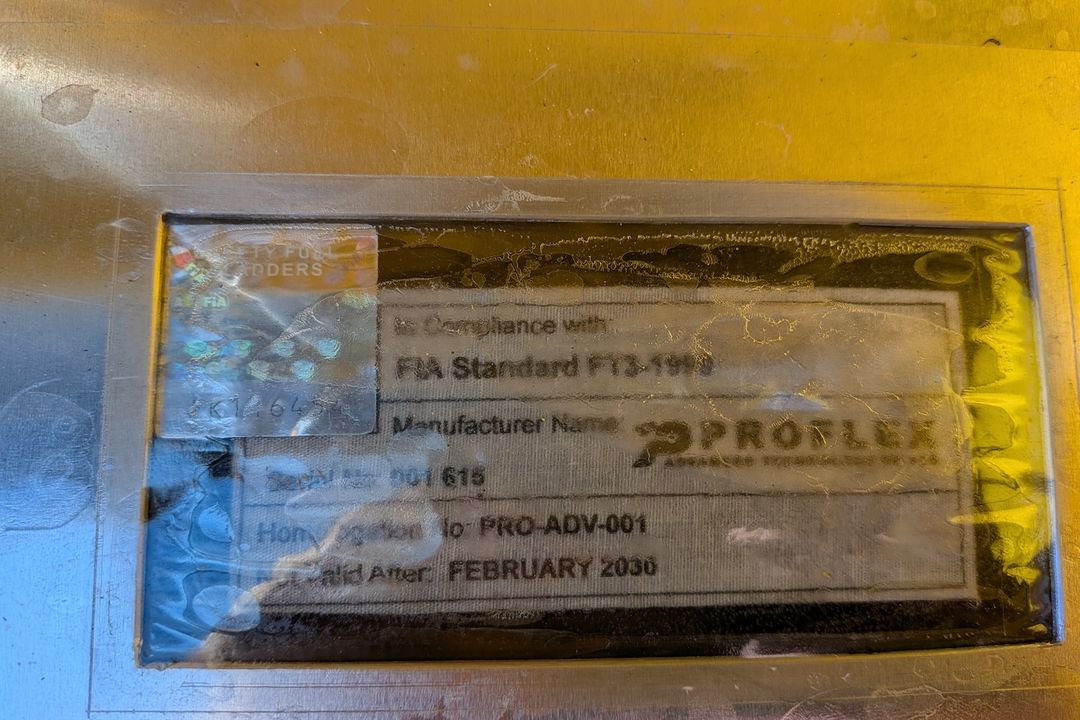 FIA
In Compliance with:
FIA Standard FT3-1999
Manufacturer Name:
PROFLEX
Serial No: 001 615
Homologation No: PRO-ADV-001
Not Valid After: FEBRUARY 2030